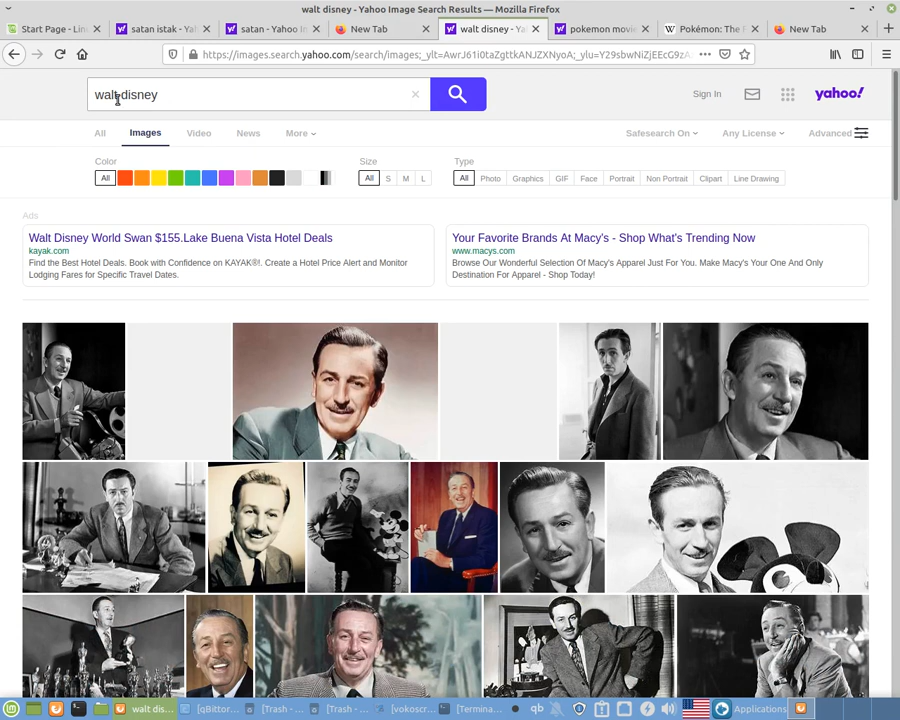 walt disney - Yahoo Image Search Results — Mozilla Firefox
Start Page - Lin
satan istak - Yahoo
satan - Yahoo In
New Tab
walt disney - Ya
pokemon movie
Pokémon: The F
New Tab
https://images.search.yahoo.com/search/images;_ylt=AwrJ61i0taZgttkANJZXNyoA;_ylu=Y29sbwNiZjEEcG9zA
walt disney
Sign In
yahoo!
All Images Video News More
Safesearch On Any License Advanced
Color
All
Size
All S M L
Type
All Photo Graphics GIF Face Portrait Non Portrait Clipart Line Drawing
Ads
Walt Disney World Swan $155.Lake Buena Vista Hotel Deals
kayak.com
Find the Best Hotel Deals. Book with Confidence on KAYAK®!. Create a Hotel Price Alert and Monitor
Lodging Fares for Specific Travel Dates.
Your Favorite Brands At Macy's - Shop What's Trending Now
www.macys.com
Browse Our Wonderful Selection Of Macy's Apparel Just For You. Make Macy's Your One And Only
Destination For Apparel - Shop Today!
walt dis...
[qBittor...
[Trash - ...
[Trash - ...
[vokoscr...
[Termina...
qb
Applications